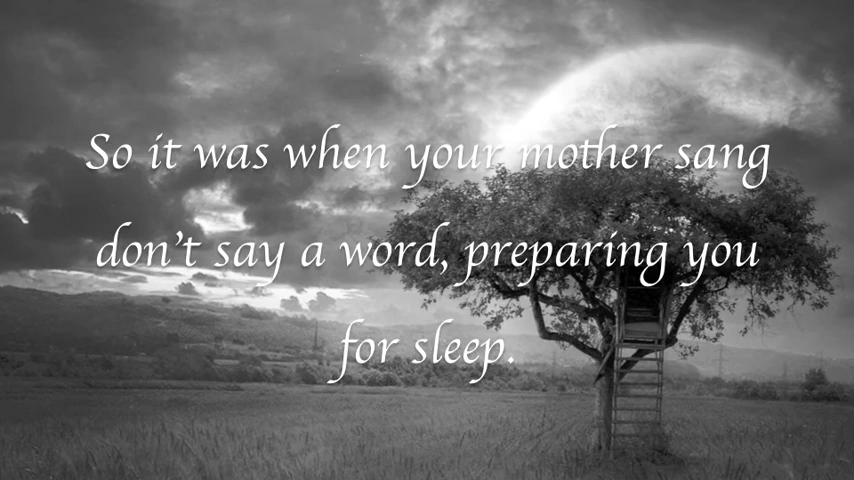 So it was when your mother sang
don't say a word, preparing you
for sleep.